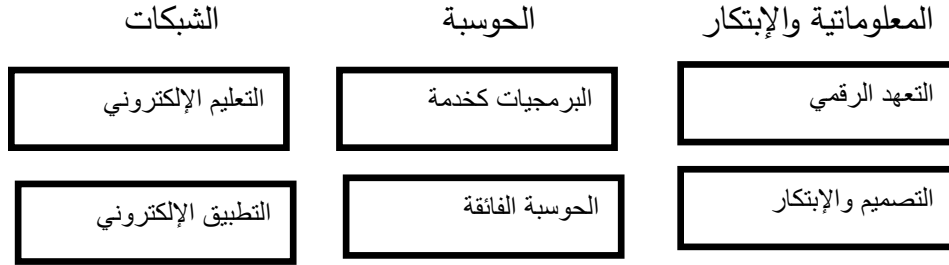 المعلوماتية والإبتكار
الحوسبة
الشبكات
التعهد الرقمي
البرمجيات كخدمة
التعليم الإلكتروني
التصميم والإبتكار
الحوسبة الفائقة
التطبيق الإلكتروني